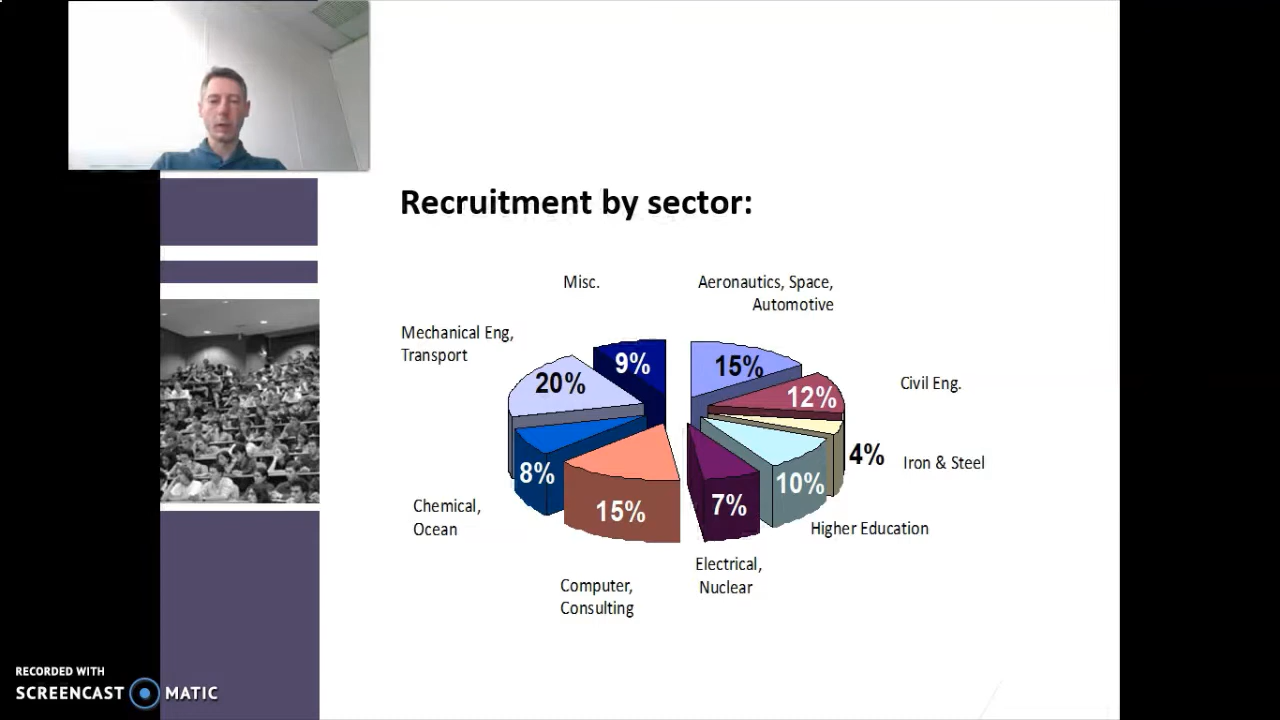 Recruitment by sector:
Misc.
Aeronautics, Space,
Automotive
Mechanical Eng,
Transport
9%
15%
20%
12%
Civil Eng.
4%
Iron & Steel
8%
10%
15%
7%
Chemical,
Ocean
Higher Education
Electrical,
Nuclear
Computer,
Consulting
RECORDED WITH
SCREENCAST MATIC